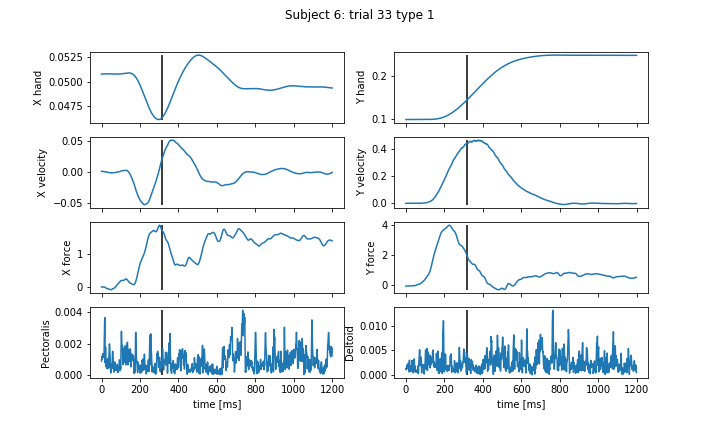 Subject 6: trial 33 type 1
X hand
0.0525
0.0500
0.0475
Y hand
0.2
0.1
X velocity
0.05
0.00
−0.05
Y velocity
0.4
0.2
0.0
X force
1
0
Y force
4
2
0
Pectoralis
0.004
0.002
0.000
0 200 400 600 800 1000 1200
time [ms]
Deltoid
0.010
0.005
0.000
0 200 400 600 800 1000 1200
time [ms]